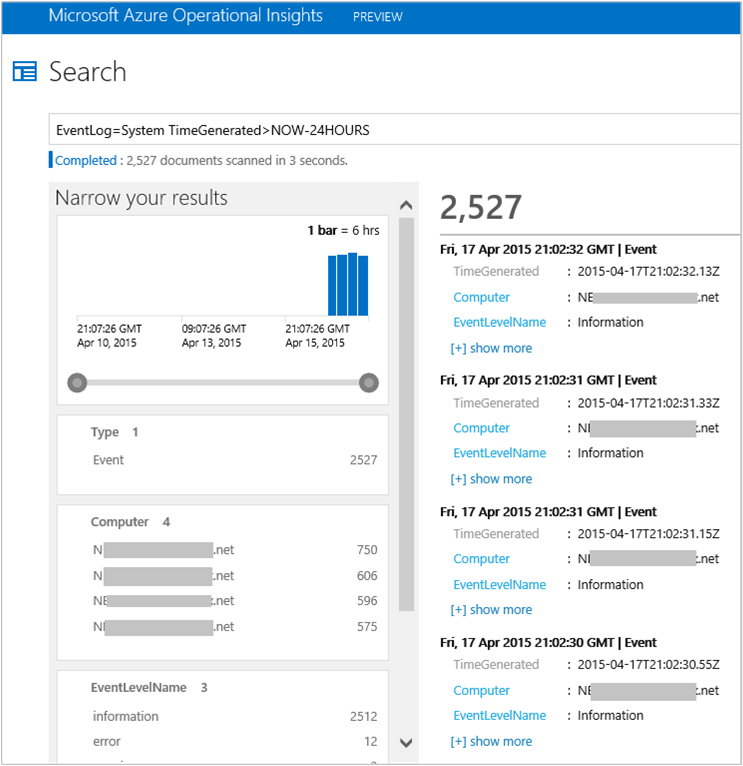 Microsoft Azure Operational Insights PREVIEW
Search
EventLog=System TimeGenerated>NOW-24HOURS
Completed : 2,527 documents scanned in 3 seconds.
Narrow your results
1 bar = 6 hrs
21:07:26 GMT 09:07:26 GMT 21:07:26 GMT
Apr 10, 2015 Apr 13, 2015 Apr 15, 2015
Type 1
Event 2527
Computer 4
N .net 750
N .net 606
NE .net 596
N .net 575
EventLevelName 3
information 2512
error 12
2,527
Fri, 17 Apr 2015 21:02:32 GMT | Event
TimeGenerated : 2015-04-17T21:02:32.13Z
Computer : NE .net
EventLevelName : Information
[+] show more
Fri, 17 Apr 2015 21:02:31 GMT | Event
TimeGenerated : 2015-04-17T21:02:31.33Z
Computer : N .net
EventLevelName : Information
[+] show more
Fri, 17 Apr 2015 21:02:31 GMT | Event
TimeGenerated : 2015-04-17T21:02:31.15Z
Computer : N .net
EventLevelName : Information
[+] show more
Fri, 17 Apr 2015 21:02:30 GMT | Event
TimeGenerated : 2015-04-17T21:02:30.55Z
Computer : NE .net
EventLevelName : Information
[+] show more